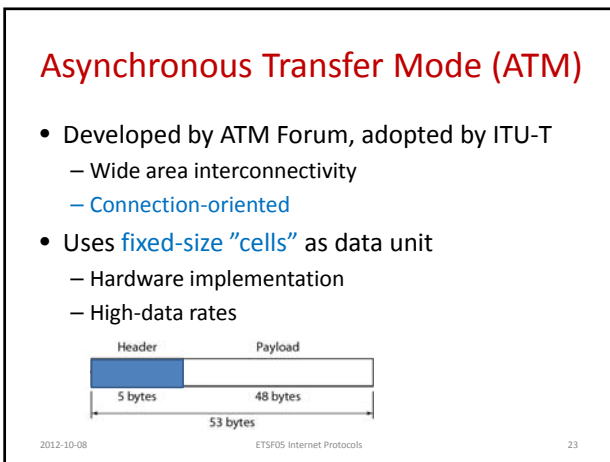 Asynchronous Transfer Mode (ATM)
• Developed by ATM Forum, adopted by ITU-T
– Wide area interconnectivity
– Connection-oriented
• Uses fixed-size ”cells” as data unit
– Hardware implementation
– High-data rates
Header Payload
5 bytes 48 bytes
53 bytes
2012-10-08 ETSF05 Internet Protocols 23